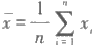 x̄ = 1/n ∑_{i=1}^{n} x_i